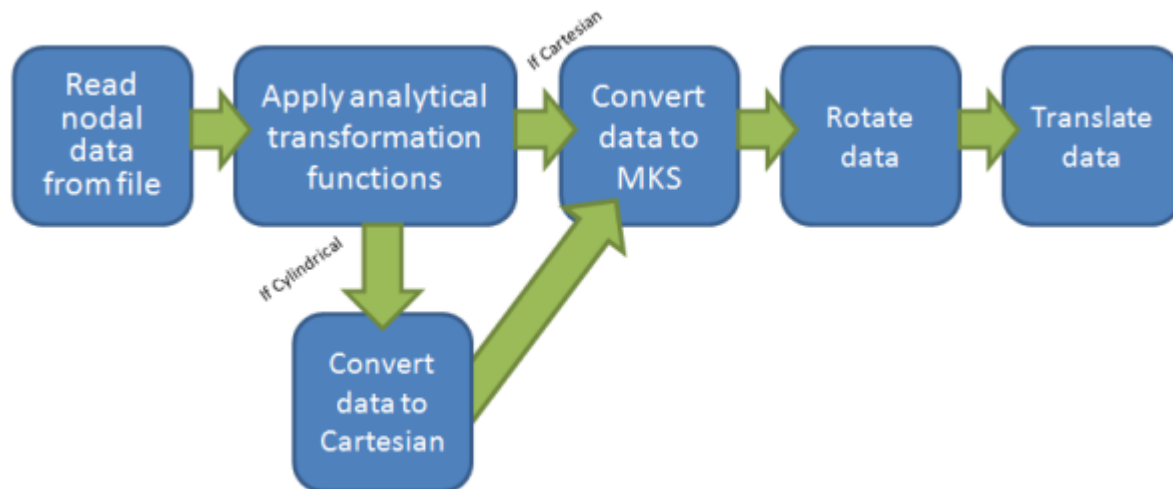 Read
nodal
data
from file
Apply analytical
transformation
functions
If Cartesian
Convert
data to
MKS
Rotate
data
Translate
data
If Cylindrical
Convert
data to
Cartesian